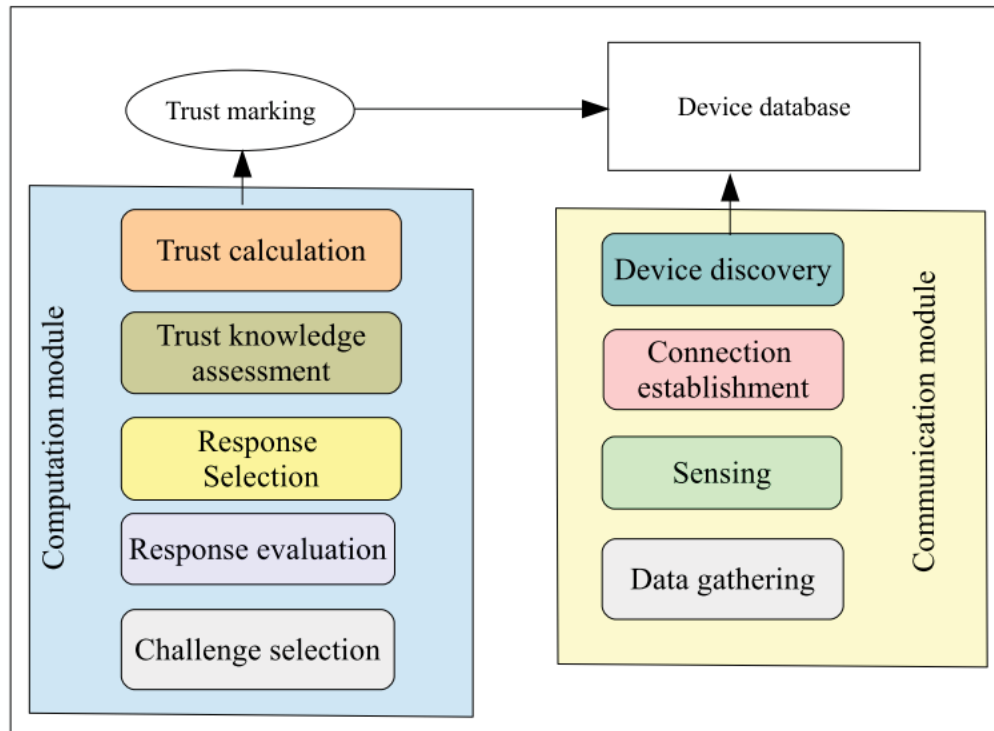 Trust marking
Device database
Computation module
Trust calculation
Trust knowledge
assessment
Response
Selection
Response evaluation
Challenge selection
Device discovery
Connection
establishment
Sensing
Data gathering
Communication module